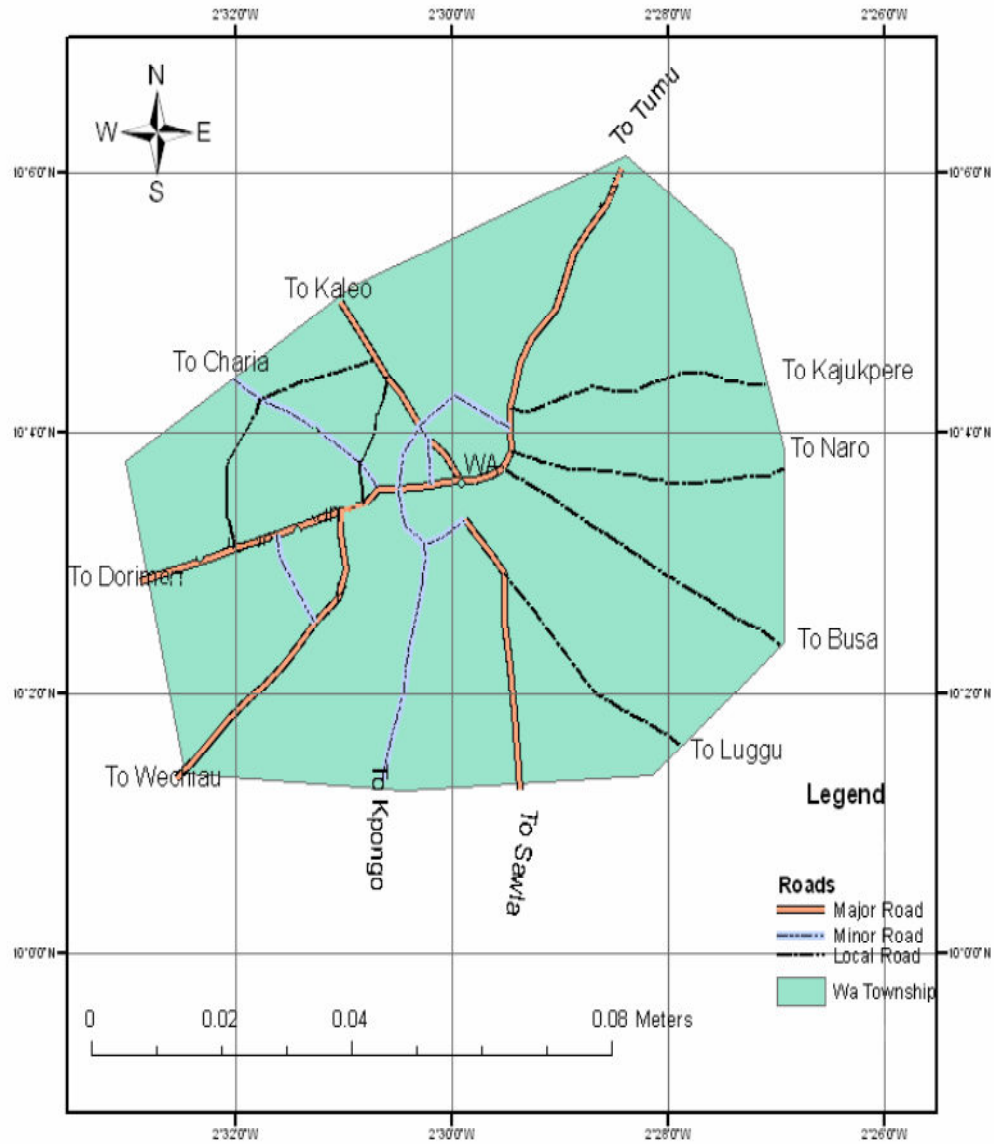 2°32'0"W 2°30'0"W 2°28'0"W 2°26'0"W
N
W E
S
To Tumu
10°6'0"N 10°6'0"N
To Kaleo
To Charia
To Kajukpere
10°4'0"N 10°4'0"N
To Naro
WA
To Dorimon
To Busa
10°2'0"N 10°2'0"N
To Luggu
To Wechiau
To Kpongo
To Sawla
Legend
Roads
Major Road
Minor Road
Local Road
10°0'0"N 10°0'0"N
Wa Township
0 0.02 0.04 0.08 Meters
2°32'0"W 2°30'0"W 2°28'0"W 2°26'0"W